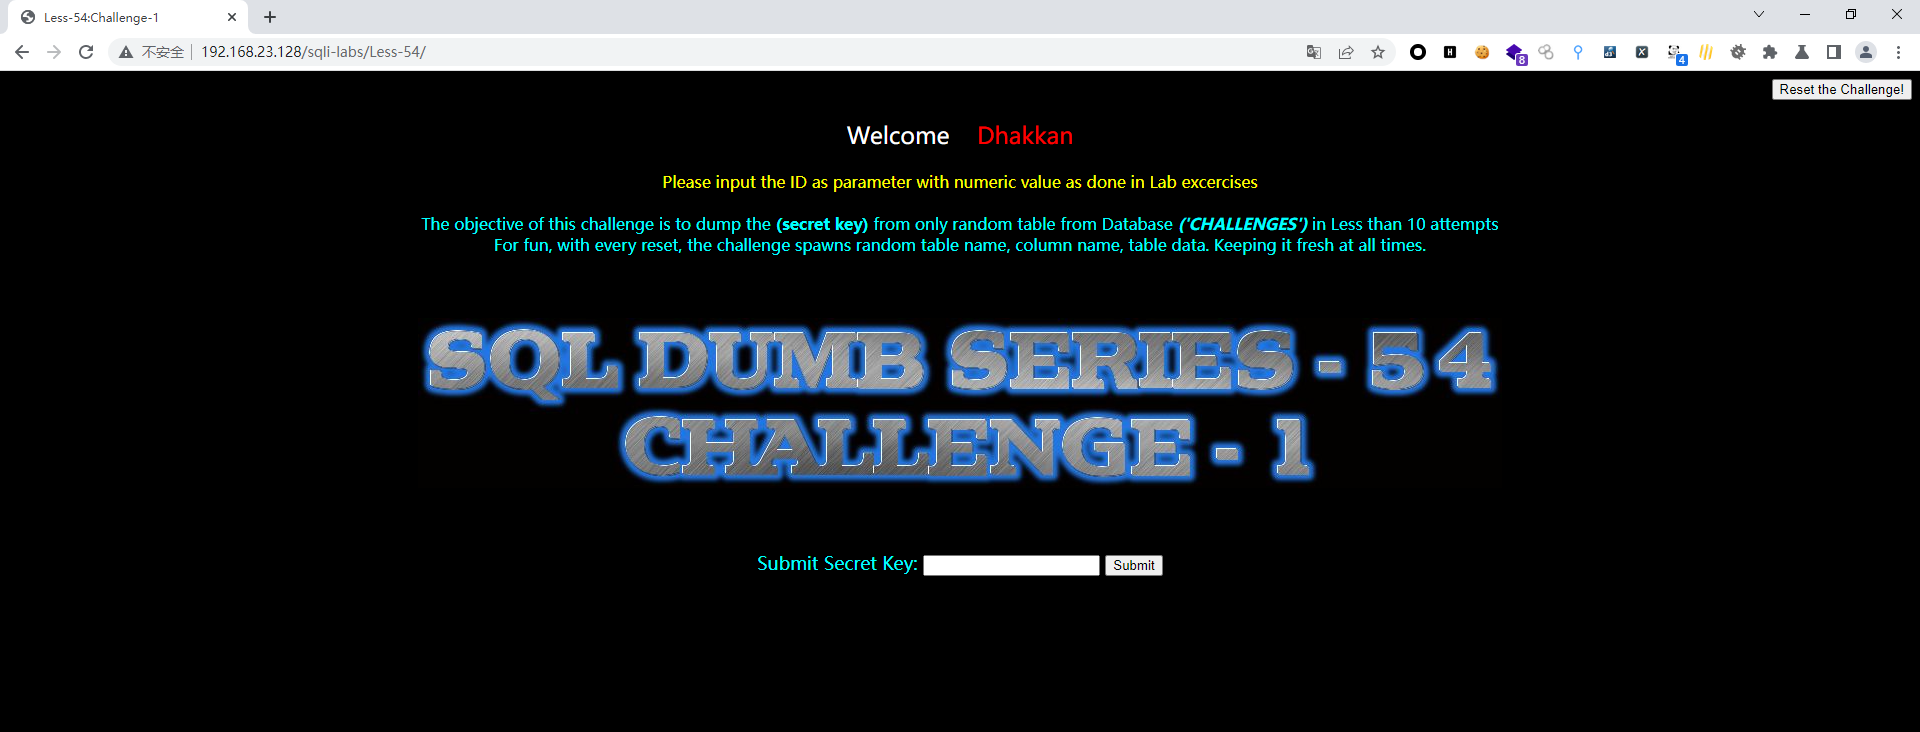 Less-54:Challenge-1
不安全 192.168.23.128/sqli-labs/Less-54/
8
4
Reset the Challenge!
Welcome Dhakkan
Please input the ID as parameter with numeric value as done in Lab excercises
The objective of this challenge is to dump the (secret key) from only random table from Database ('CHALLENGES') in Less than 10 attempts
For fun, with every reset, the challenge spawns random table name, column name, table data. Keeping it fresh at all times.
SQL DUMB SERIES - 54
CHALLENGE - 1
Submit Secret Key: Submit